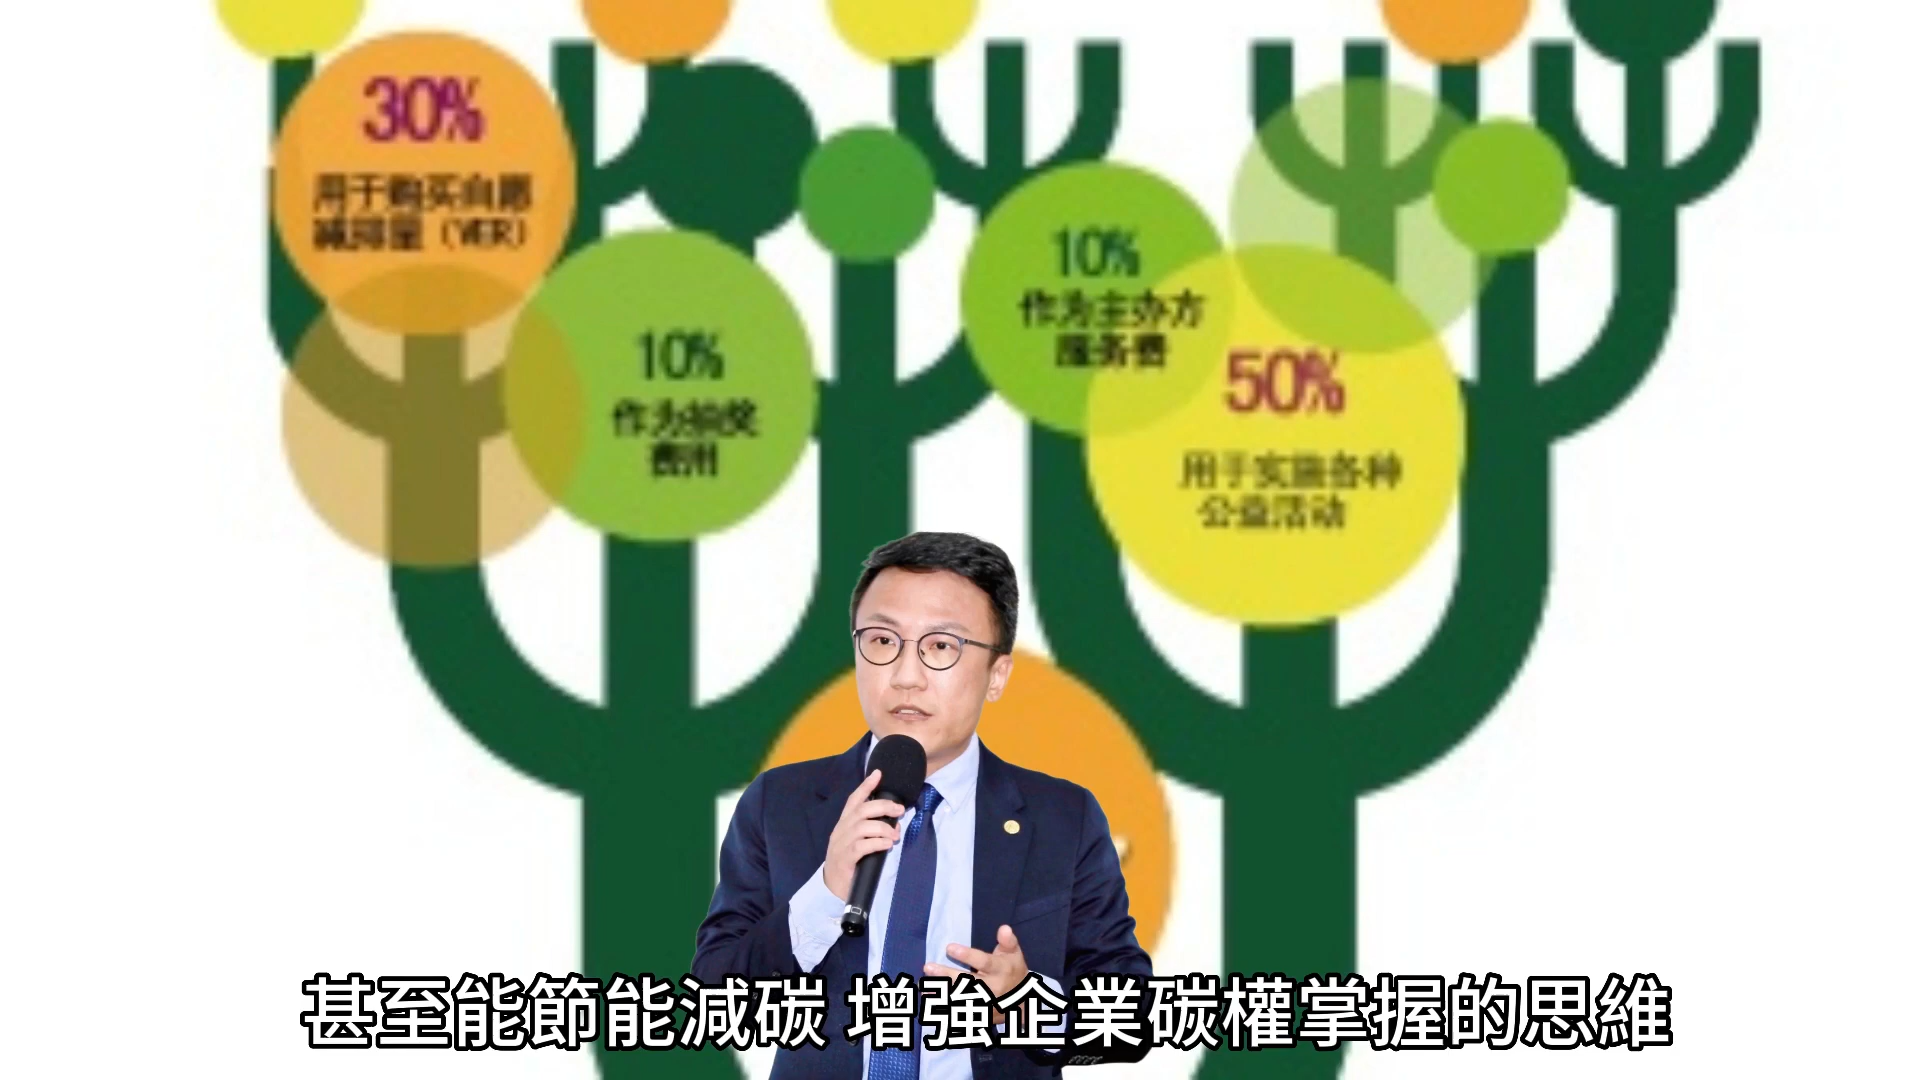 30%
用于购买自愿
减排量（VER）
10%
作为抽奖
费用
10%
作为主办方
服务费
50%
用于实施各种
公益活动
甚至能節能減碳 增強企業碳權掌握的思維